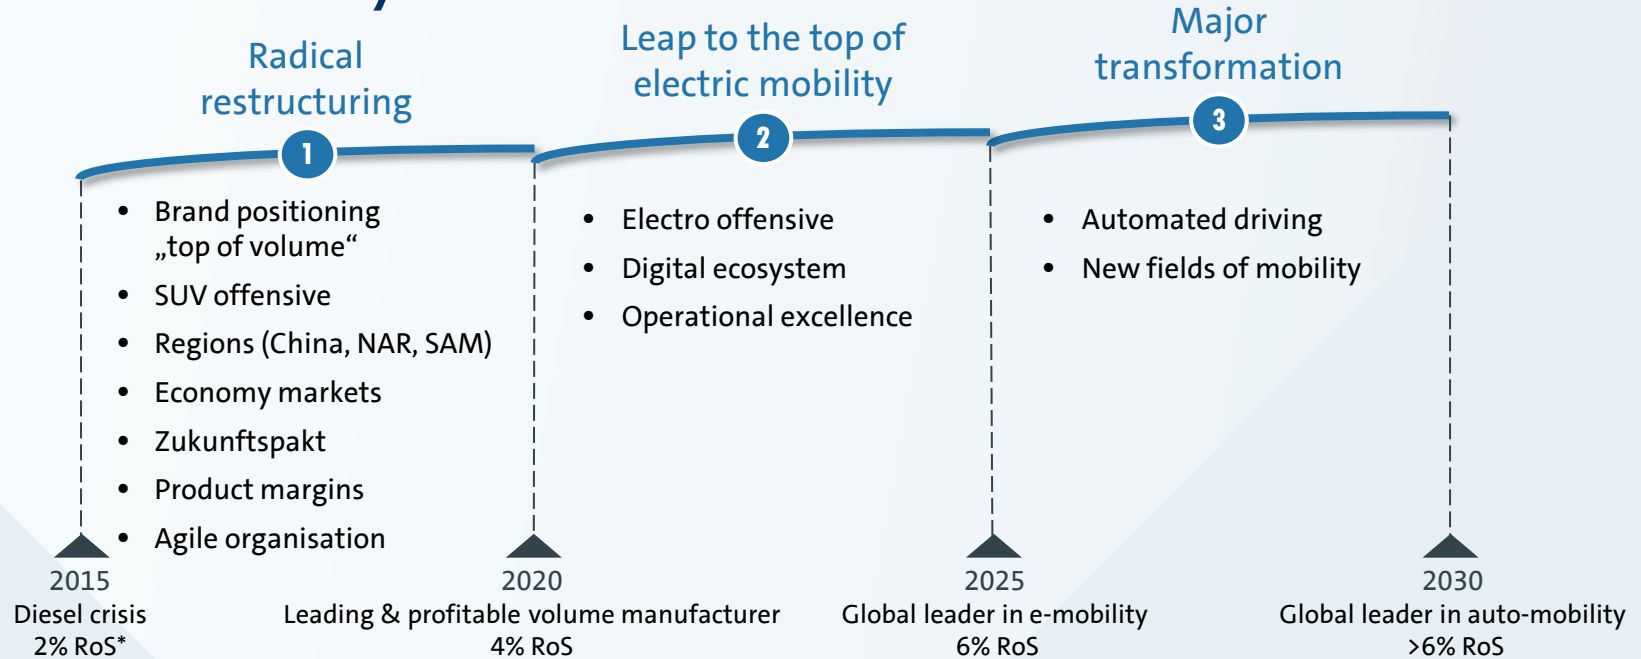 Radical
restructuring
1
• Brand positioning
„top of volume“
• SUV offensive
• Regions (China, NAR, SAM)
• Economy markets
• Zukunftspakt
• Product margins
• Agile organisation
Leap to the top of
electric mobility
2
• Electro offensive
• Digital ecosystem
• Operational excellence
Major
transformation
3
• Automated driving
• New fields of mobility
2015
Diesel crisis
2% RoS*
2020
Leading & profitable volume manufacturer
4% RoS
2025
Global leader in e-mobility
6% RoS
2030
Global leader in auto-mobility
>6% RoS